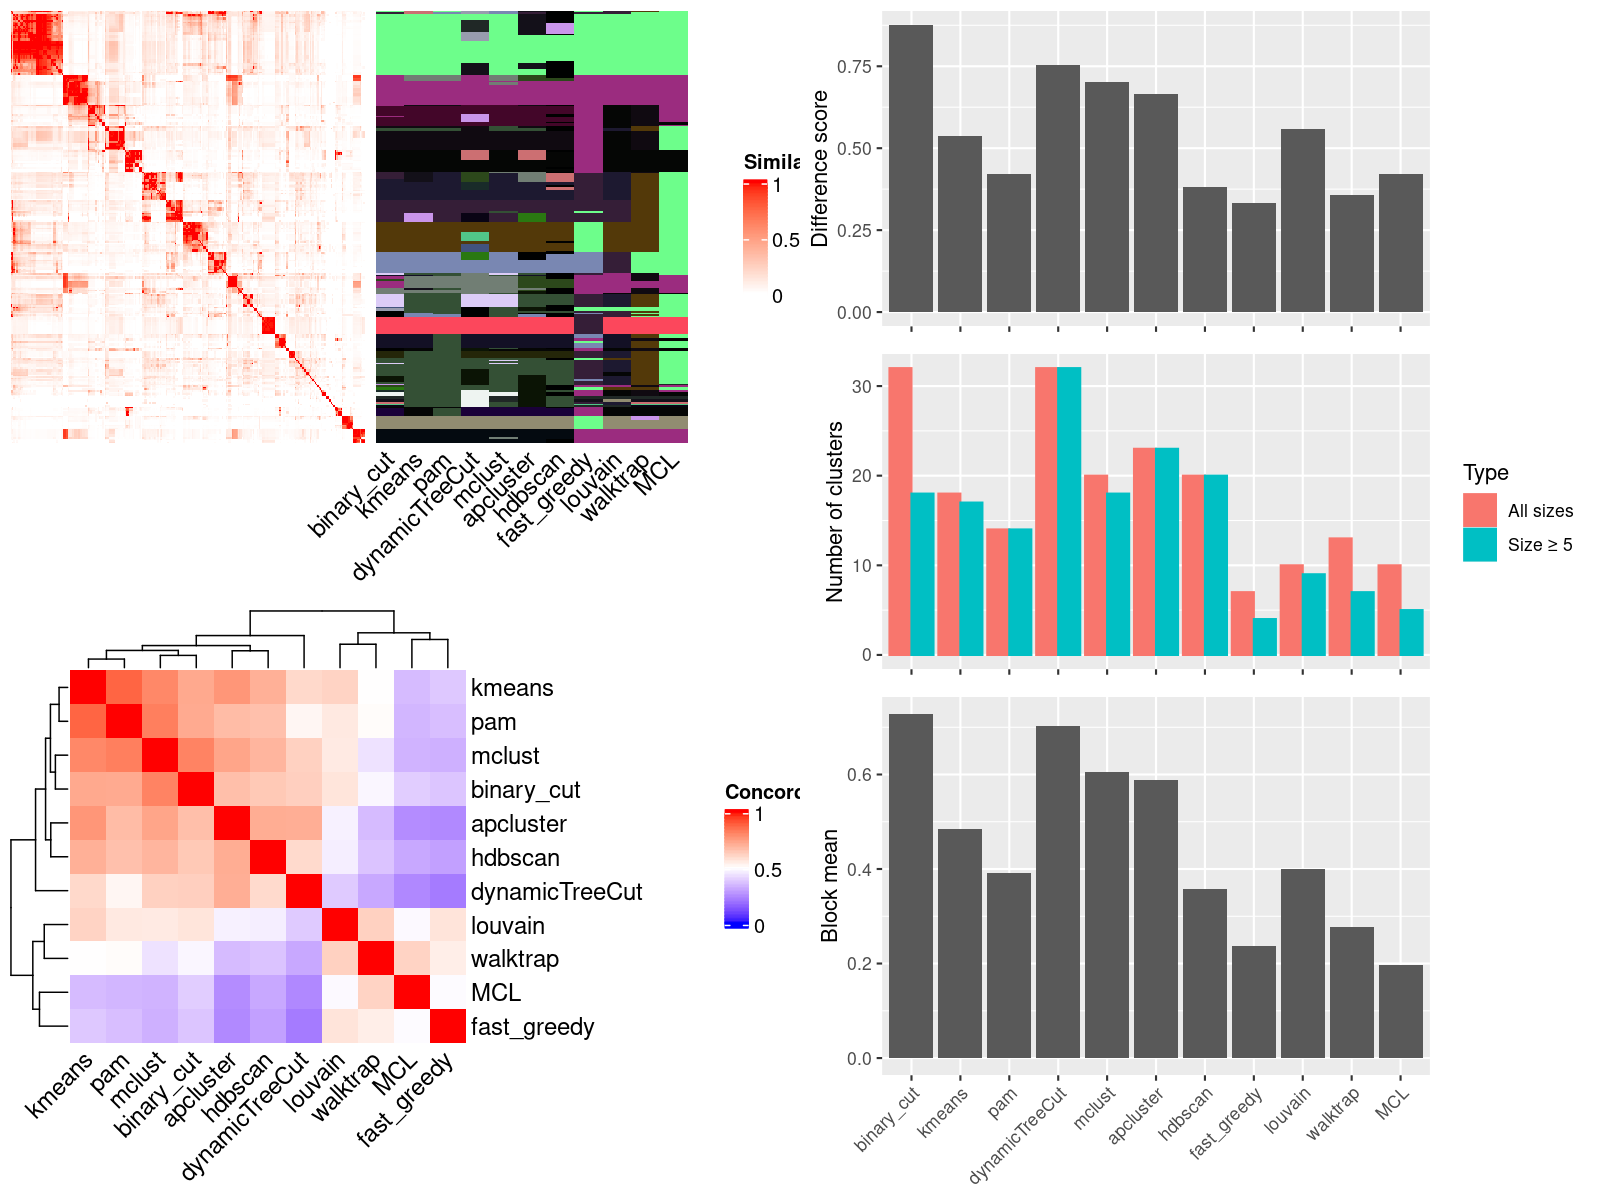 Simila
1
0.5
0
binary_cut
kmeans
pam
dynamicTreeCut
mclust
apcluster
hdbscan
fast_greedy
louvain
walktrap
MCL
kmeans
pam
mclust
binary_cut
apcluster
hdbscan
dynamicTreeCut
louvain
walktrap
MCL
fast_greedy
kmeans
pam
mclust
binary_cut
apcluster
hdbscan
dynamicTreeCut
louvain
walktrap
MCL
fast_greedy
Concord
1
0.5
0
Difference score
0.75
0.50
0.25
0.00
Number of clusters
30
20
10
0
Type
All sizes
Size ≥ 5
Block mean
0.6
0.4
0.2
0.0
binary_cut
kmeans
pam
dynamicTreeCut
mclust
apcluster
hdbscan
fast_greedy
louvain
walktrap
MCL